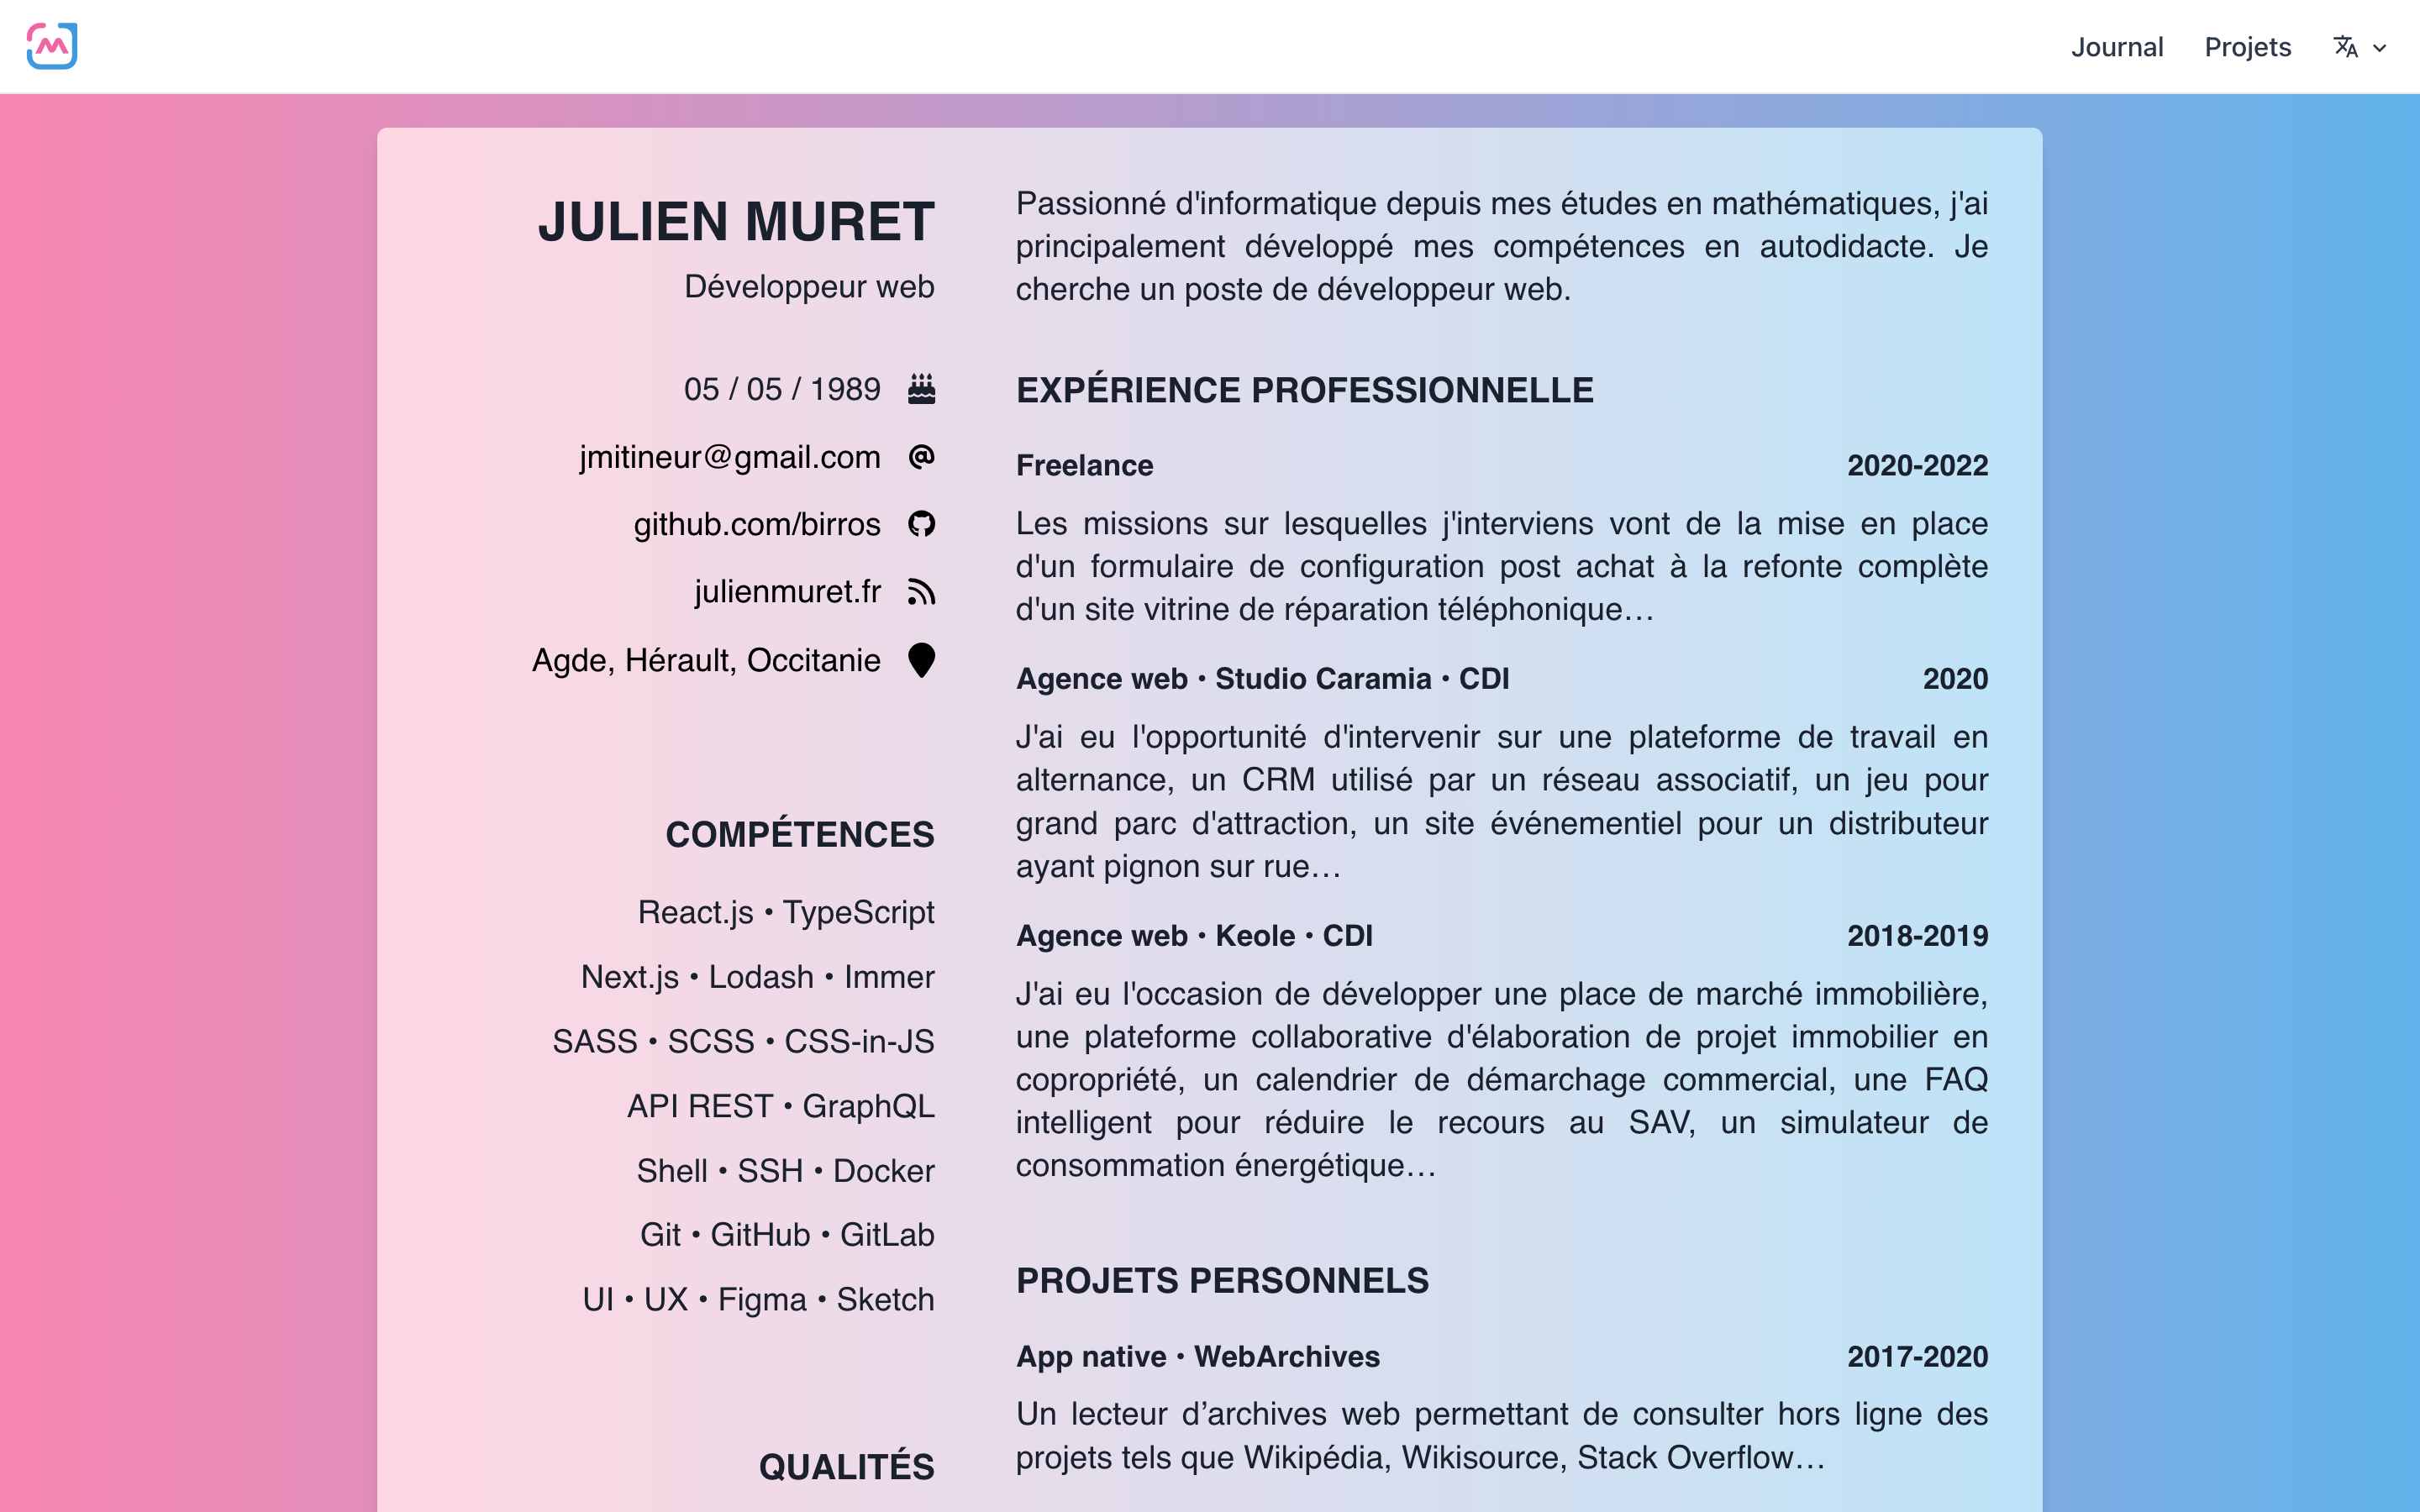 Journal
Projets
JULIEN MURET
Développeur web
05 / 05 / 1989
jmitineur@gmail.com
github.com/birros
julienmuret.fr
Agde, Hérault, Occitanie
COMPÉTENCES
React.js • TypeScript
Next.js • Lodash • Immer
SASS • SCSS • CSS-in-JS
API REST • GraphQL
Shell • SSH • Docker
Git • GitHub • GitLab
UI • UX • Figma • Sketch
QUALITÉS
Passionné d'informatique depuis mes études en mathématiques, j'ai
principalement développé mes compétences en autodidacte. Je
cherche un poste de développeur web.
EXPÉRIENCE PROFESSIONNELLE
Freelance 2020-2022
Les missions sur lesquelles j'interviens vont de la mise en place
d'un formulaire de configuration post achat à la refonte complète
d'un site vitrine de réparation téléphonique…
Agence web • Studio Caramia • CDI 2020
J'ai eu l'opportunité d'intervenir sur une plateforme de travail en
alternance, un CRM utilisé par un réseau associatif, un jeu pour
grand parc d'attraction, un site événementiel pour un distributeur
ayant pignon sur rue…
Agence web • Keole • CDI 2018-2019
J'ai eu l'occasion de développer une place de marché immobilière,
une plateforme collaborative d'élaboration de projet immobilier en
copropriété, un calendrier de démarchage commercial, une FAQ
intelligent pour réduire le recours au SAV, un simulateur de
consommation énergétique…
PROJETS PERSONNELS
App native • WebArchives 2017-2020
Un lecteur d’archives web permettant de consulter hors ligne des
projets tels que Wikipédia, Wikisource, Stack Overflow…